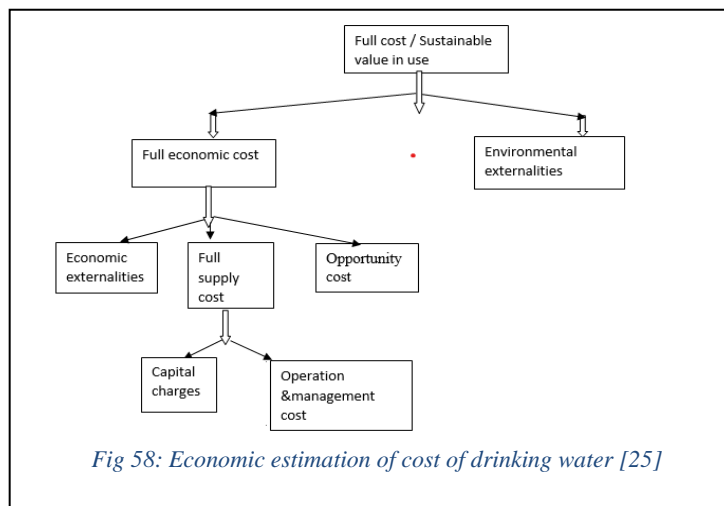 Full cost / Sustainable
value in use
Full economic cost
Environmental
externalities
Economic
externalities
Full
supply
cost
Opportunity
cost
Capital
charges
Operation
&management
cost
Fig 58: Economic estimation of cost of drinking water [25]